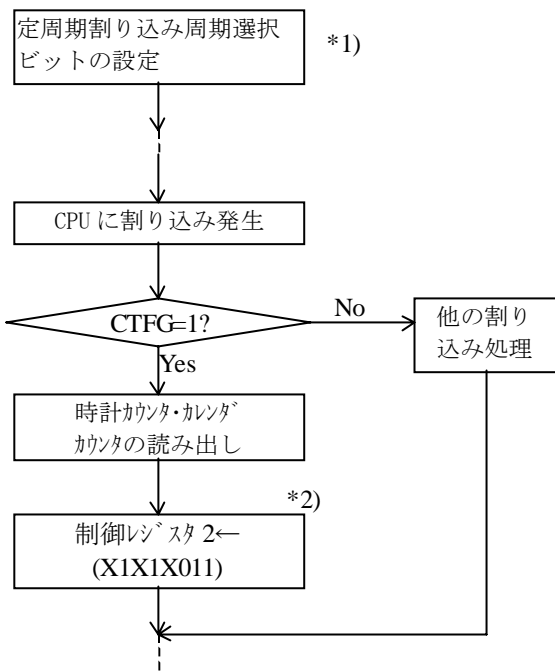 定周期割り込み周期選択
ビットの設定
*1)
CPUに割り込み発生
CTFG=1?
No
他の割り
込み処理
Yes
時計ｶｳﾝﾀ･ｶﾚﾝﾀﾞ
ｶｳﾝﾀの読み出し
*2)
制御ﾚｼﾞｽﾀ 2←
(X1X1X011)